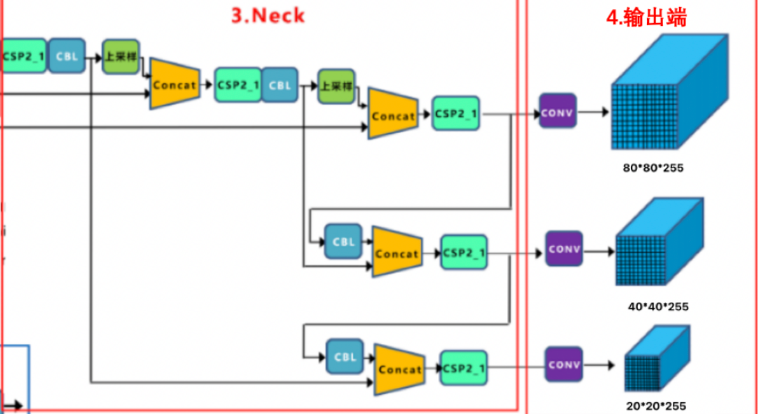 3.Neck
4.输出端
CSP2_1
CBL
上采样
Concat
CSP2_1
CBL
上采样
Concat
CSP2_1
CONV
80*80*255
CBL
Concat
CSP2_1
CONV
40*40*255
CBL
Concat
CSP2_1
CONV
20*20*255